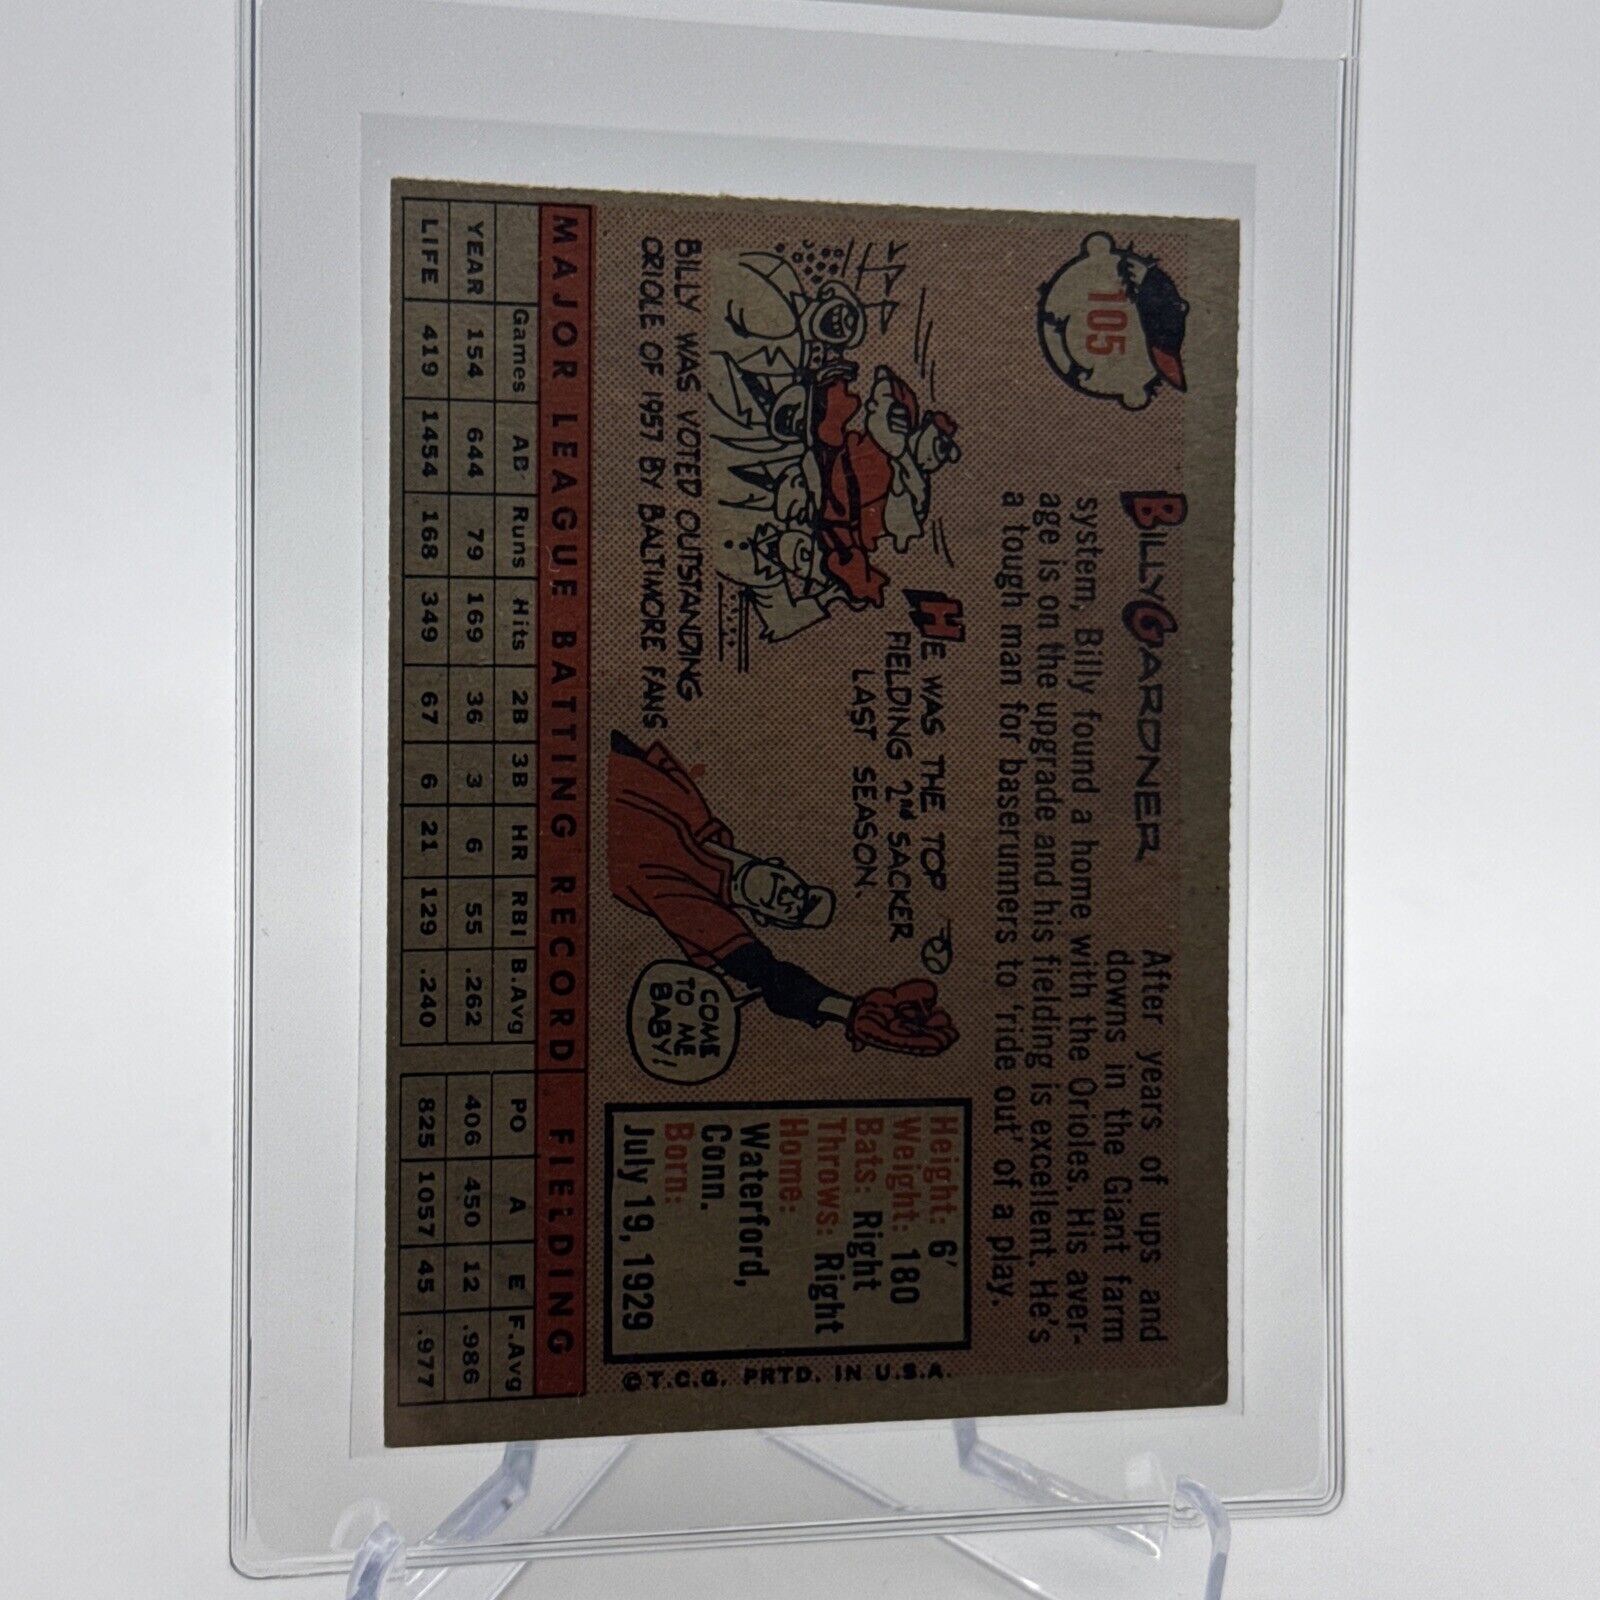 105
BILLY GARDNER
After years of ups and
downs in the Giant farm
system, Billy found a home with the Orioles. His aver-
age is on the upgrade and his fielding is excellent. He's
a tough man for baserunners to 'ride out' of a play.
HE WAS THE TOP
FIELDING 2ND SACKER
LAST SEASON.
BILLY WAS VOTED OUTSTANDING
ORIOLE OF 1957 BY BALTIMORE FANS
COME
TO ME
BABY!
Height: 6'
Weight: 180
Bats: Right
Throws: Right
Home:
Waterford,
Conn.
Born:
July 19, 1929
©T.C.G. PRTD. IN U.S.A.
MAJOR LEAGUE BATTING RECORD FIELDING
Games AB Runs Hits 2B 3B HR RBI B.Avg PO A E F.Avg
YEAR 154 644 79 169 36 3 6 55 .262 406 450 12 .986
LIFE 419 1454 168 349 67 6 21 129 .240 825 1057 45 .977